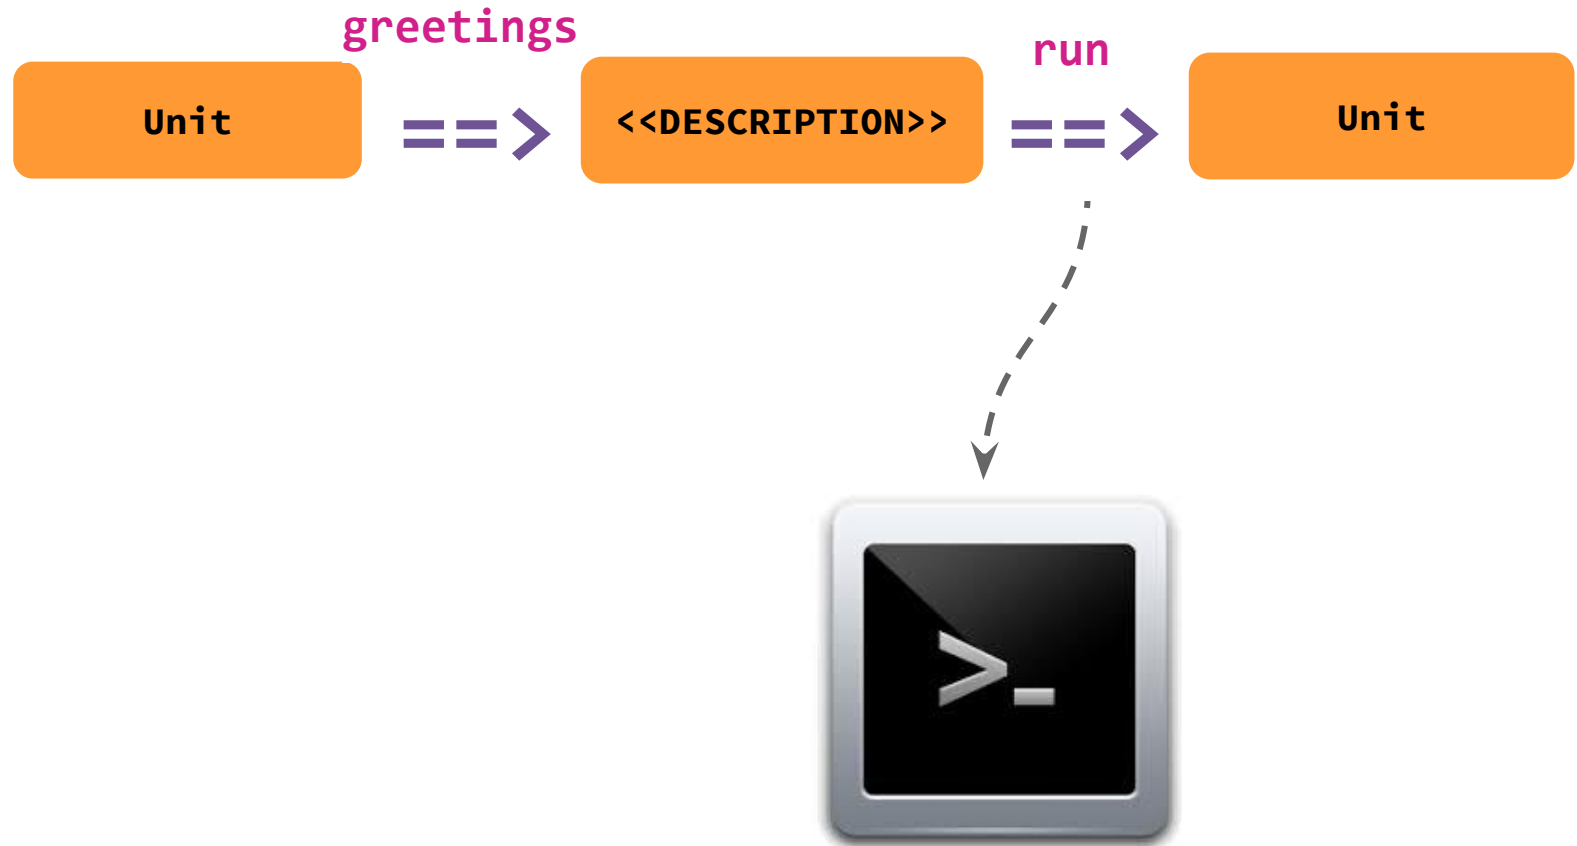 greetings
run
Unit
==>
<<DESCRIPTION>>
==>
Unit
>_